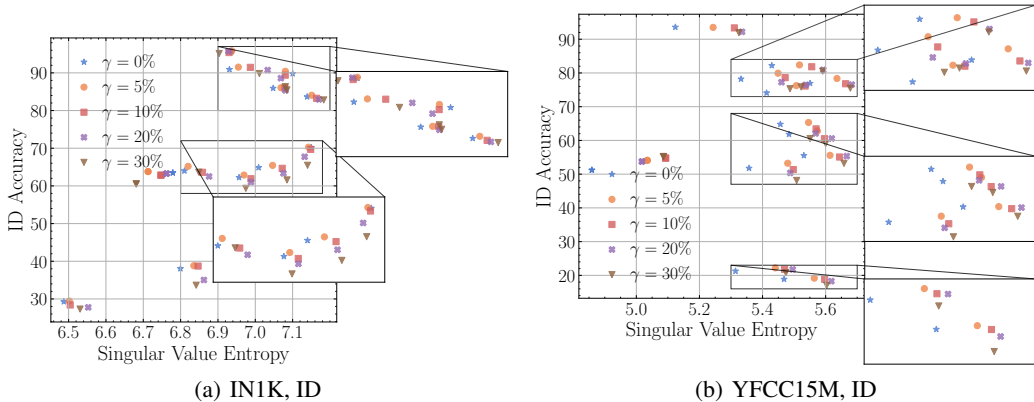 90
80
70
60
50
40
30
ID Accuracy
γ = 0%
γ = 5%
γ = 10%
γ = 20%
γ = 30%
6.5 6.6 6.7 6.8 6.9 7.0 7.1
Singular Value Entropy
(a) IN1K, ID
90
80
70
60
50
40
30
20
ID Accuracy
γ = 0%
γ = 5%
γ = 10%
γ = 20%
γ = 30%
5.0 5.2 5.4 5.6
Singular Value Entropy
(b) YFCC15M, ID